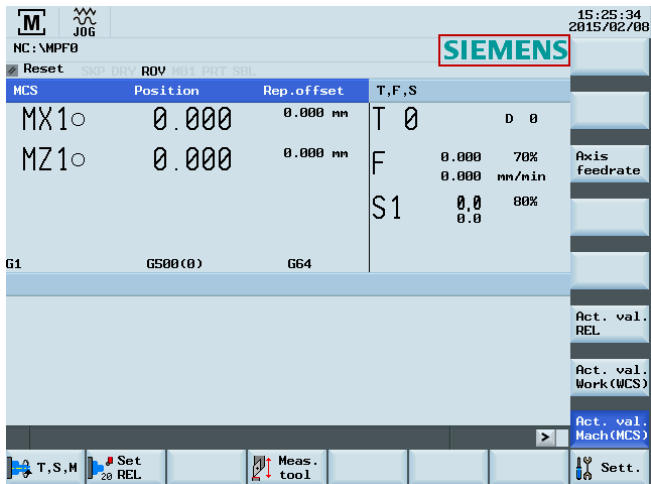 M
JOG
15:25:34
2015/02/08
NC:\MPF0
SIEMENS
Reset SKP DRY ROV M01 PRT SBL
MCS Position Rep.offset T,F,S
MX1 0.000 0.000 mm T 0 D 0
MZ1 0.000 0.000 mm F 0.000 70%
0.000 mm/min
Axis
feedrate
S1 0.0 80%
0.0
G1 G500(0) G64
Act. val.
REL
Act. val.
Work(WCS)
Act. val.
Mach(MCS)
>
T,S,M
Set
20 REL
Meas.
tool
Sett.